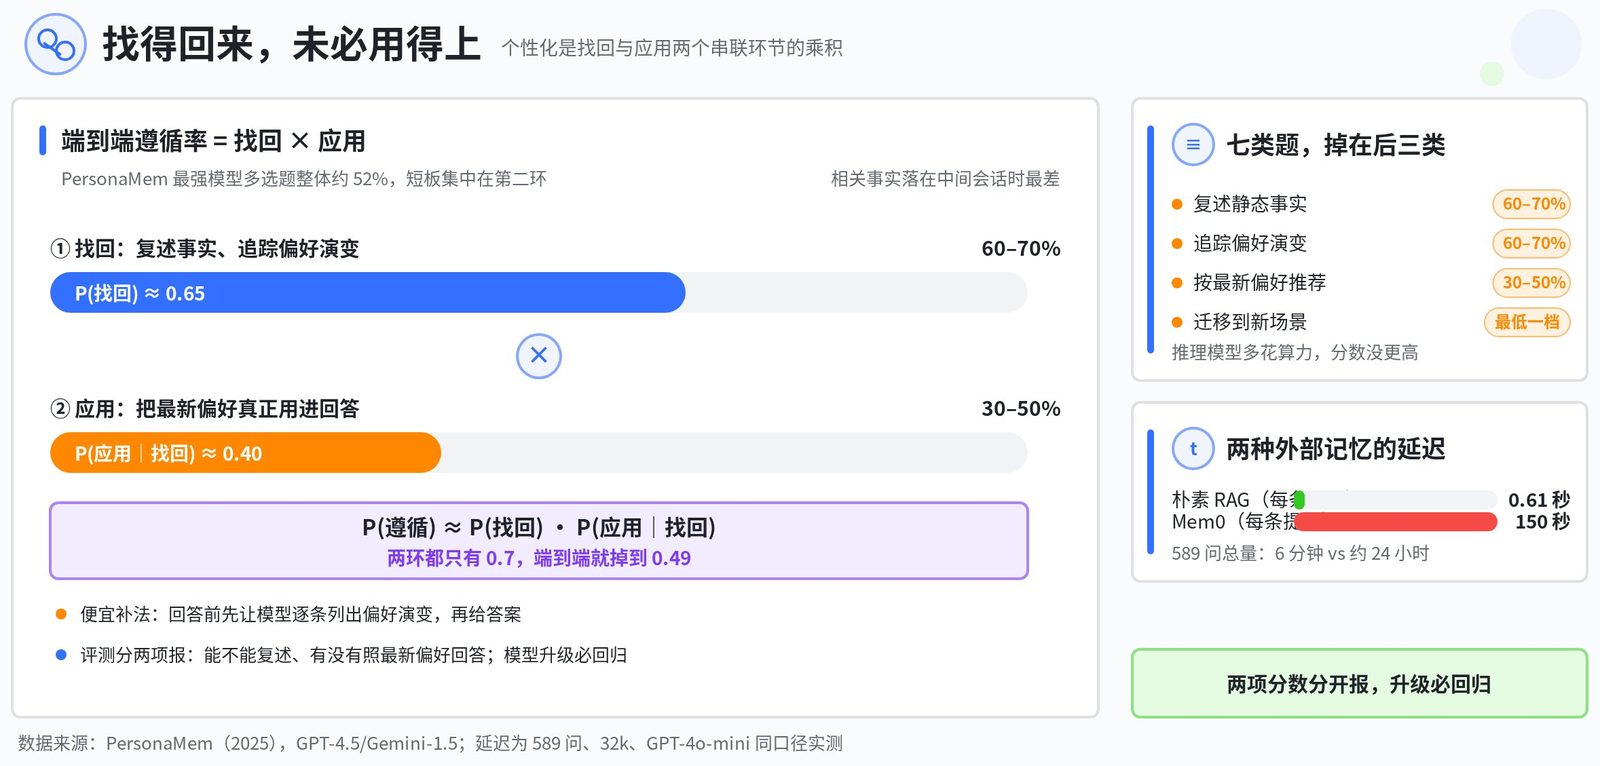 找得回来，未必用得上
个性化是找回与应用两个串联环节的乘积
端到端遵循率 = 找回 × 应用
PersonaMem 最强模型多选题整体约 52%，短板集中在第二环
相关事实落在中间会话时最差
① 找回：复述事实、追踪偏好演变
60–70%
P(找回) ≈ 0.65
×
② 应用：把最新偏好真正用进回答
30–50%
P(应用｜找回) ≈ 0.40
P(遵循) ≈ P(找回) · P(应用｜找回)
两环都只有 0.7，端到端就掉到 0.49
便宜补法：回答前先让模型逐条列出偏好演变，再给答案
评测分两项报：能不能复述、有没有照最新偏好回答；模型升级必回归
≡
七类题，掉在后三类
复述静态事实
60–70%
追踪偏好演变
60–70%
按最新偏好推荐
30–50%
迁移到新场景
最低一档
推理模型多花算力，分数没更高
t
两种外部记忆的延迟
朴素 RAG（每
0.61 秒
Mem0（每条
150 秒
589 问总量：6 分钟 vs 约 24 小时
两项分数分开报，升级必回归
数据来源：PersonaMem（2025），GPT-4.5/Gemini-1.5；延迟为 589 问、32k、GPT-4o-mini 同口径实测